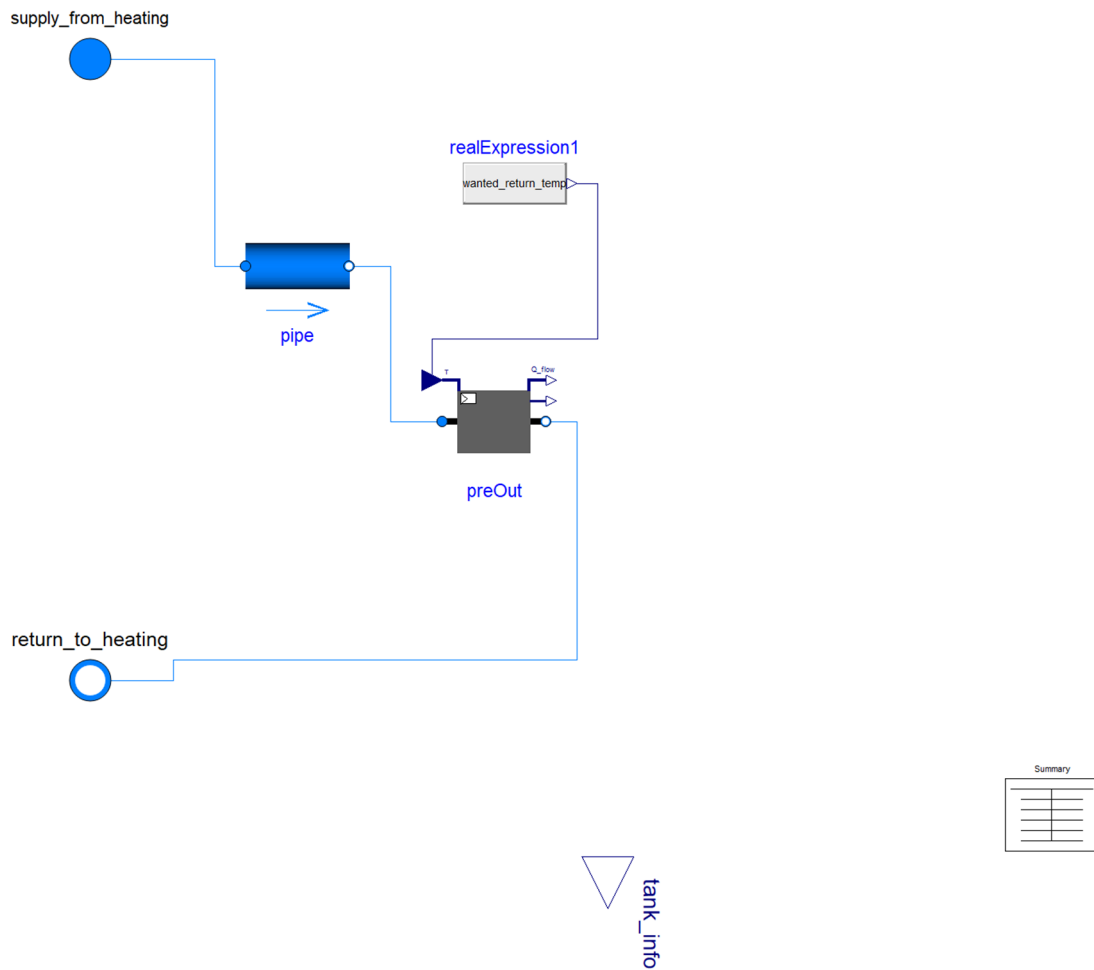 supply_from_heating
realExpression1
wanted_return_temp
pipe
T
Q_flow
preOut
return_to_heating
Summary
tank_info